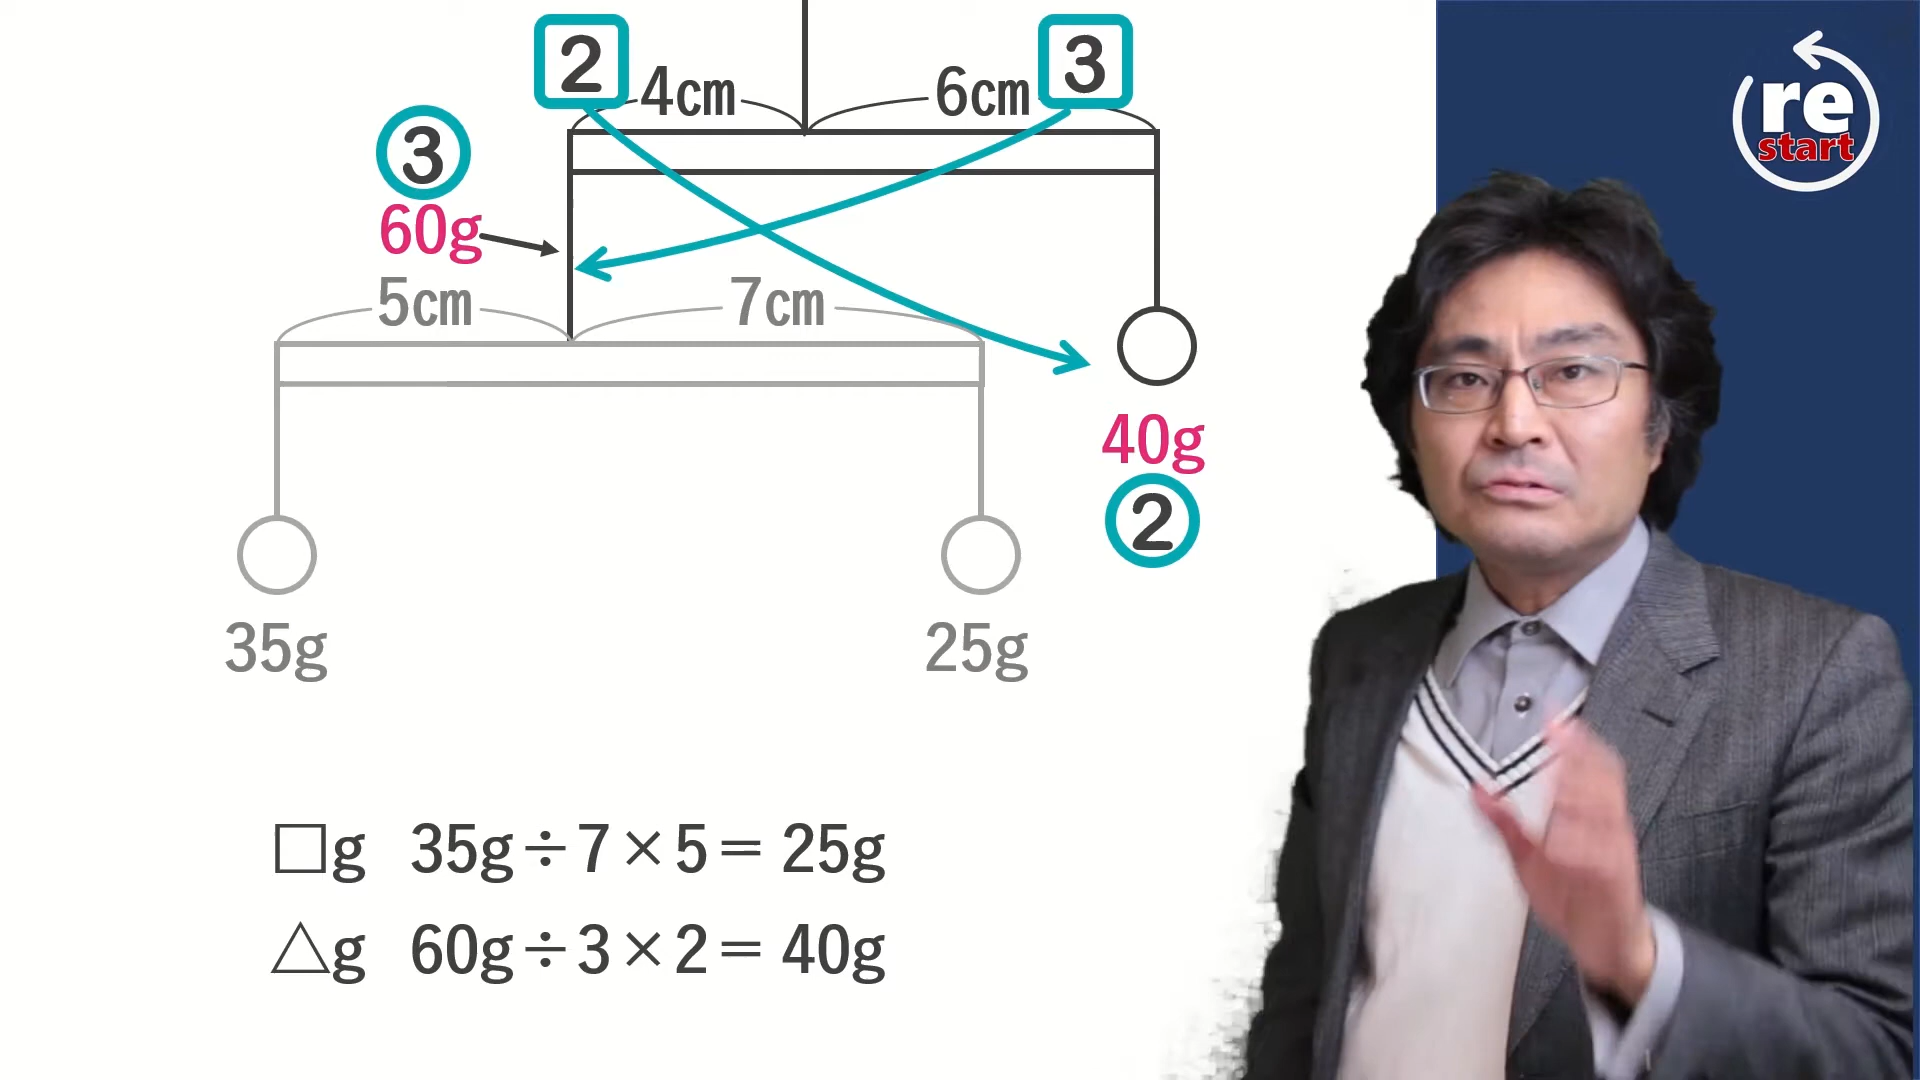 2 4cm 6cm 3
③
60g
5cm 7cm
40g
②
35g 25g
□g 35g÷7×5= 25g
△g 60g÷3×2= 40g
re
start